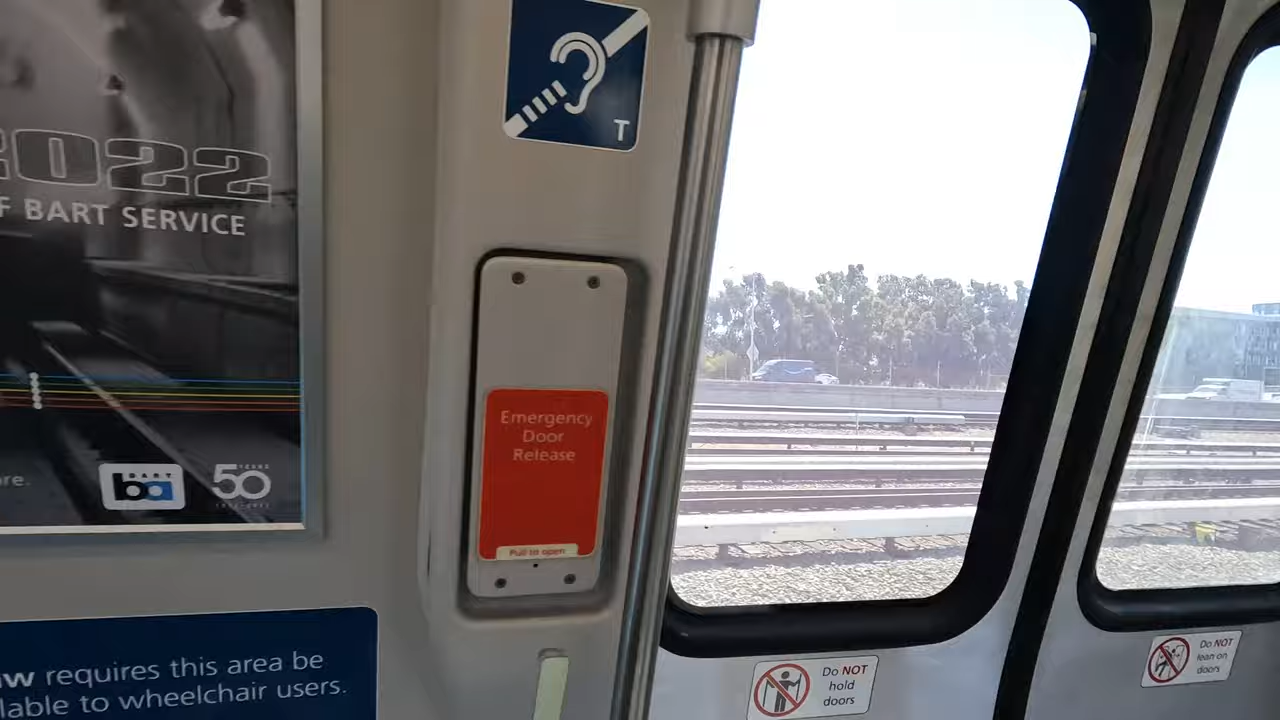 2022
F BART SERVICE
re.
ba
50
YEARS
T
Emergency
Door
Release
Pull to open
w requires this area be
lable to wheelchair users.
Do NOT
hold
doors
Do NOT
lean on
doors